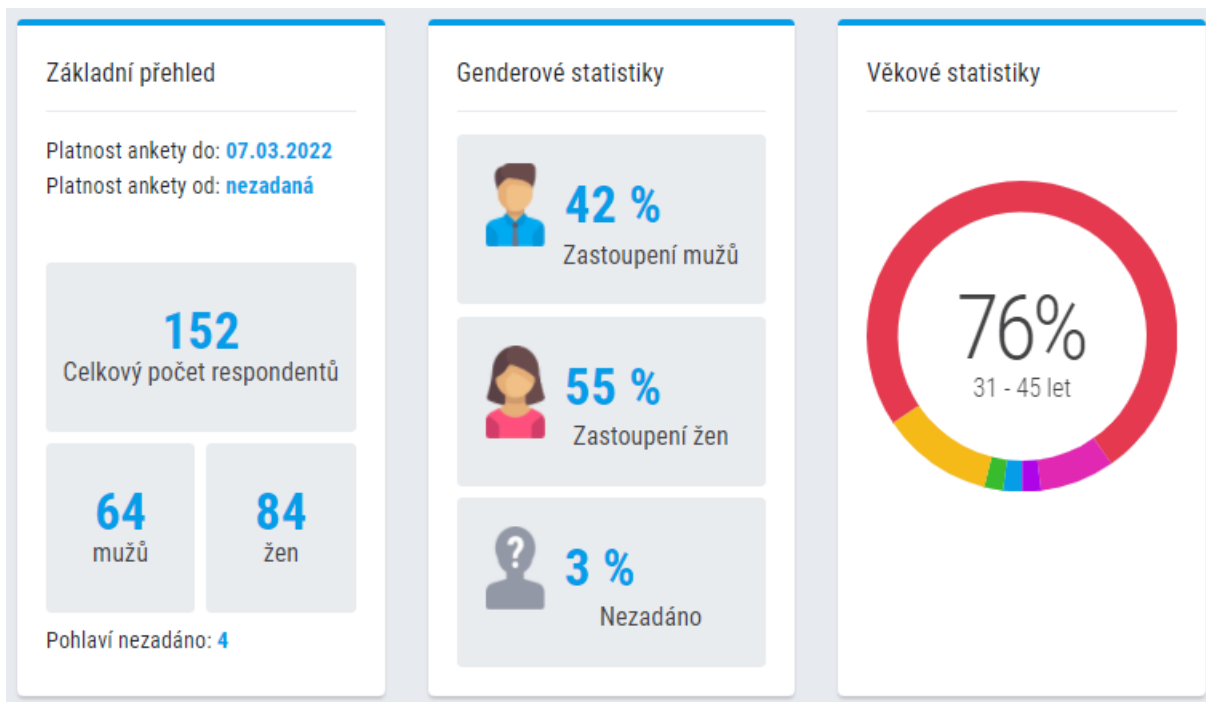 Základní přehled
Platnost ankety do: 07.03.2022
Platnost ankety od: nezadaná
152
Celkový počet respondentů
64
mužů
84
žen
Pohlaví nezadáno: 4
Genderové statistiky
42 %
Zastoupení mužů
55 %
Zastoupení žen
?
3 %
Nezadáno
Věkové statistiky
76%
31 - 45 let